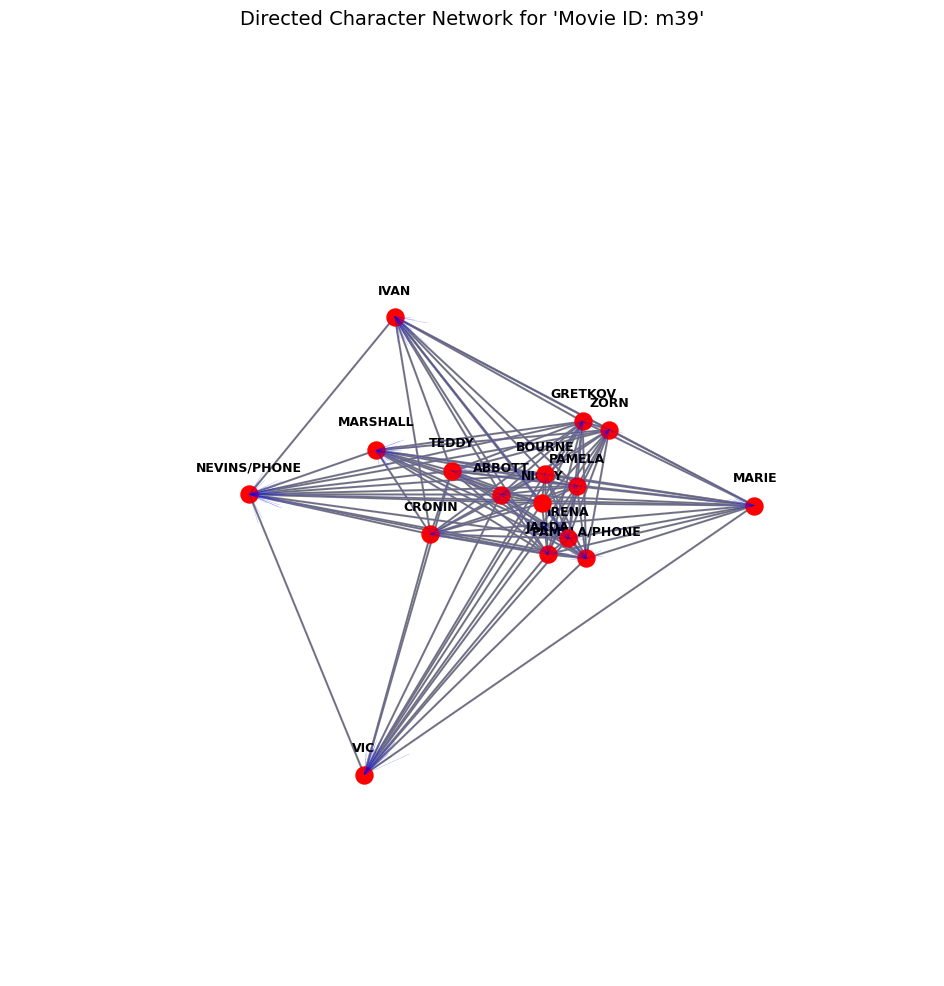 Directed Character Network for 'Movie ID: m39'
IVAN
GRETKOV
ZORN
MARSHALL
TEDDY
BOURNE
PAMELA
NEVINS/PHONE
ABBOTT
NICKY
MARIE
CRONIN
IRENA
JARDA
PAMELA/PHONE
VIC